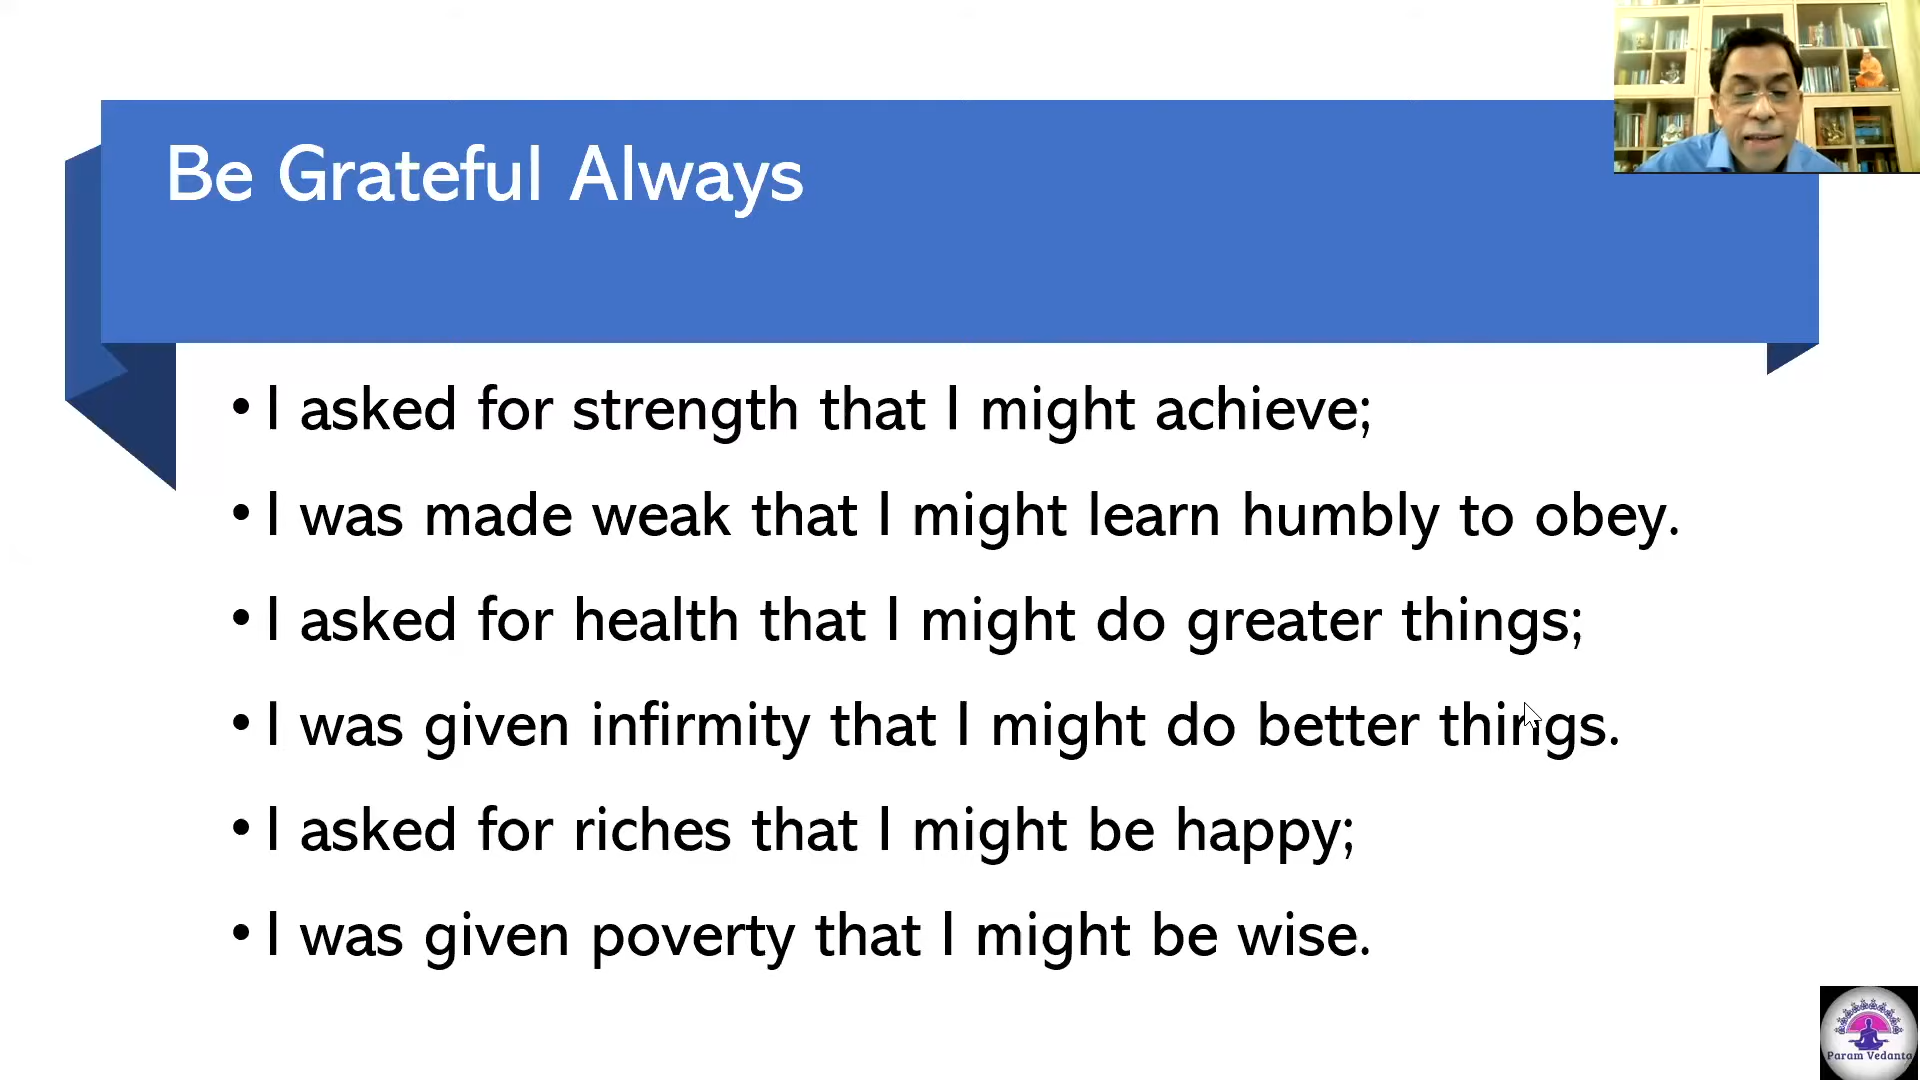 Be Grateful Always
• I asked for strength that I might achieve;
• I was made weak that I might learn humbly to obey.
• I asked for health that I might do greater things;
• I was given infirmity that I might do better things.
• I asked for riches that I might be happy;
• I was given poverty that I might be wise.
Param Vedanta